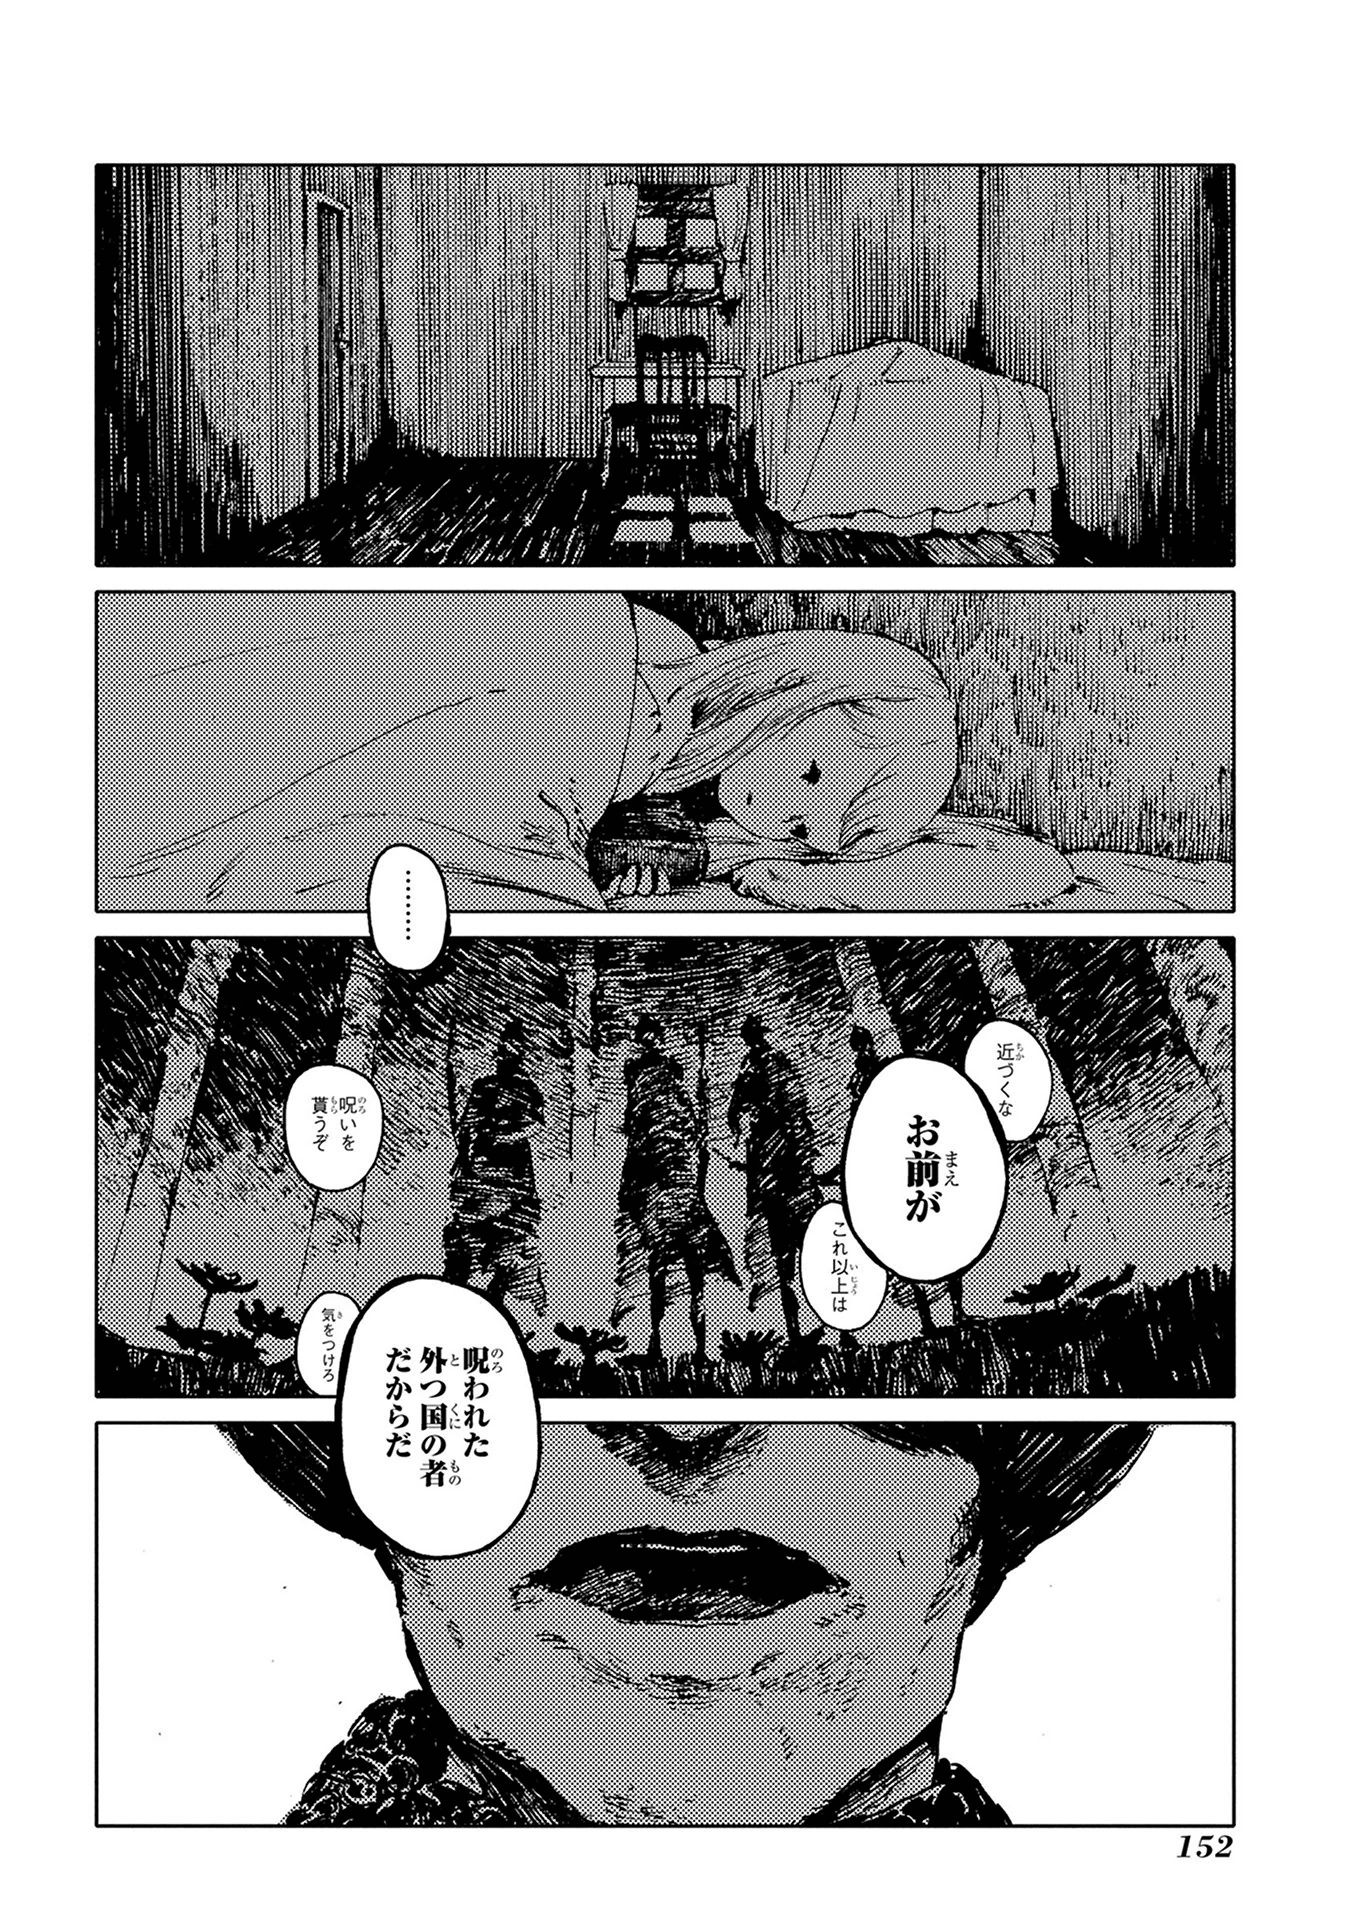 ………
近づくな
お前が
これ以上は
呪いを
貰うぞ
気をつけろ
呪われた
外つ国の者
だからだ
152